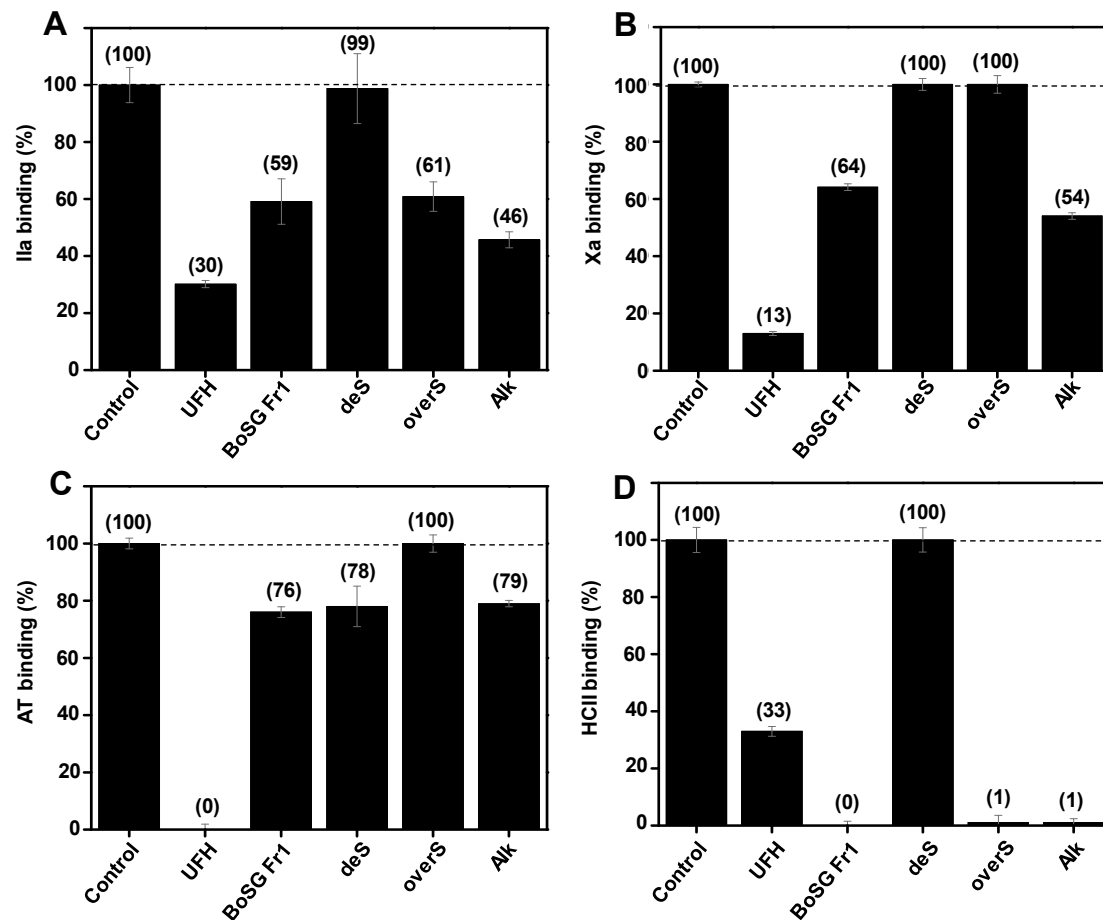 A
IIa binding (%)
100
80
60
40
20
0
(100)
(30)
(59)
(99)
(61)
(46)
Control
UFH
BoSG Fr1
deS
overS
Alk
B
Xa binding (%)
100
80
60
40
20
0
(100)
(13)
(64)
(100)
(100)
(54)
Control
UFH
BoSG Fr1
deS
overS
Alk
C
AT binding (%)
100
80
60
40
20
0
(100)
(0)
(76)
(78)
(100)
(79)
Control
UFH
BoSG Fr1
deS
overS
Alk
D
HCII binding (%)
100
80
60
40
20
0
(100)
(33)
(0)
(100)
(1)
(1)
Control
UFH
BoSG Fr1
deS
overS
Alk